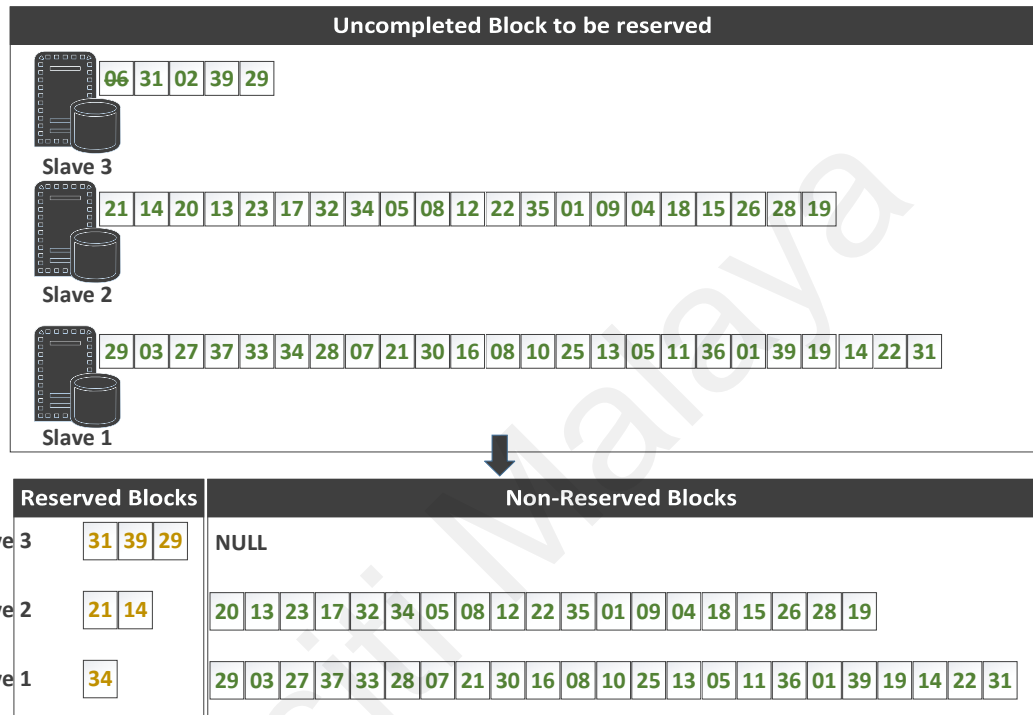 Uncompleted Block to be reserved
06 31 02 39 29
Slave 3
21 14 20 13 23 17 32 34 05 08 12 22 35 01 09 04 18 15 26 28 19
Slave 2
29 03 27 37 33 34 28 07 21 30 16 08 10 25 13 05 11 36 01 39 19 14 22 31
Slave 1
Reserved Blocks Non-Reserved Blocks
e 3 31 39 29 NULL
e 2 21 14 20 13 23 17 32 34 05 08 12 22 35 01 09 04 18 15 26 28 19
e 1 34 29 03 27 37 33 28 07 21 30 16 08 10 25 13 05 11 36 01 39 19 14 22 31
siti Malaya